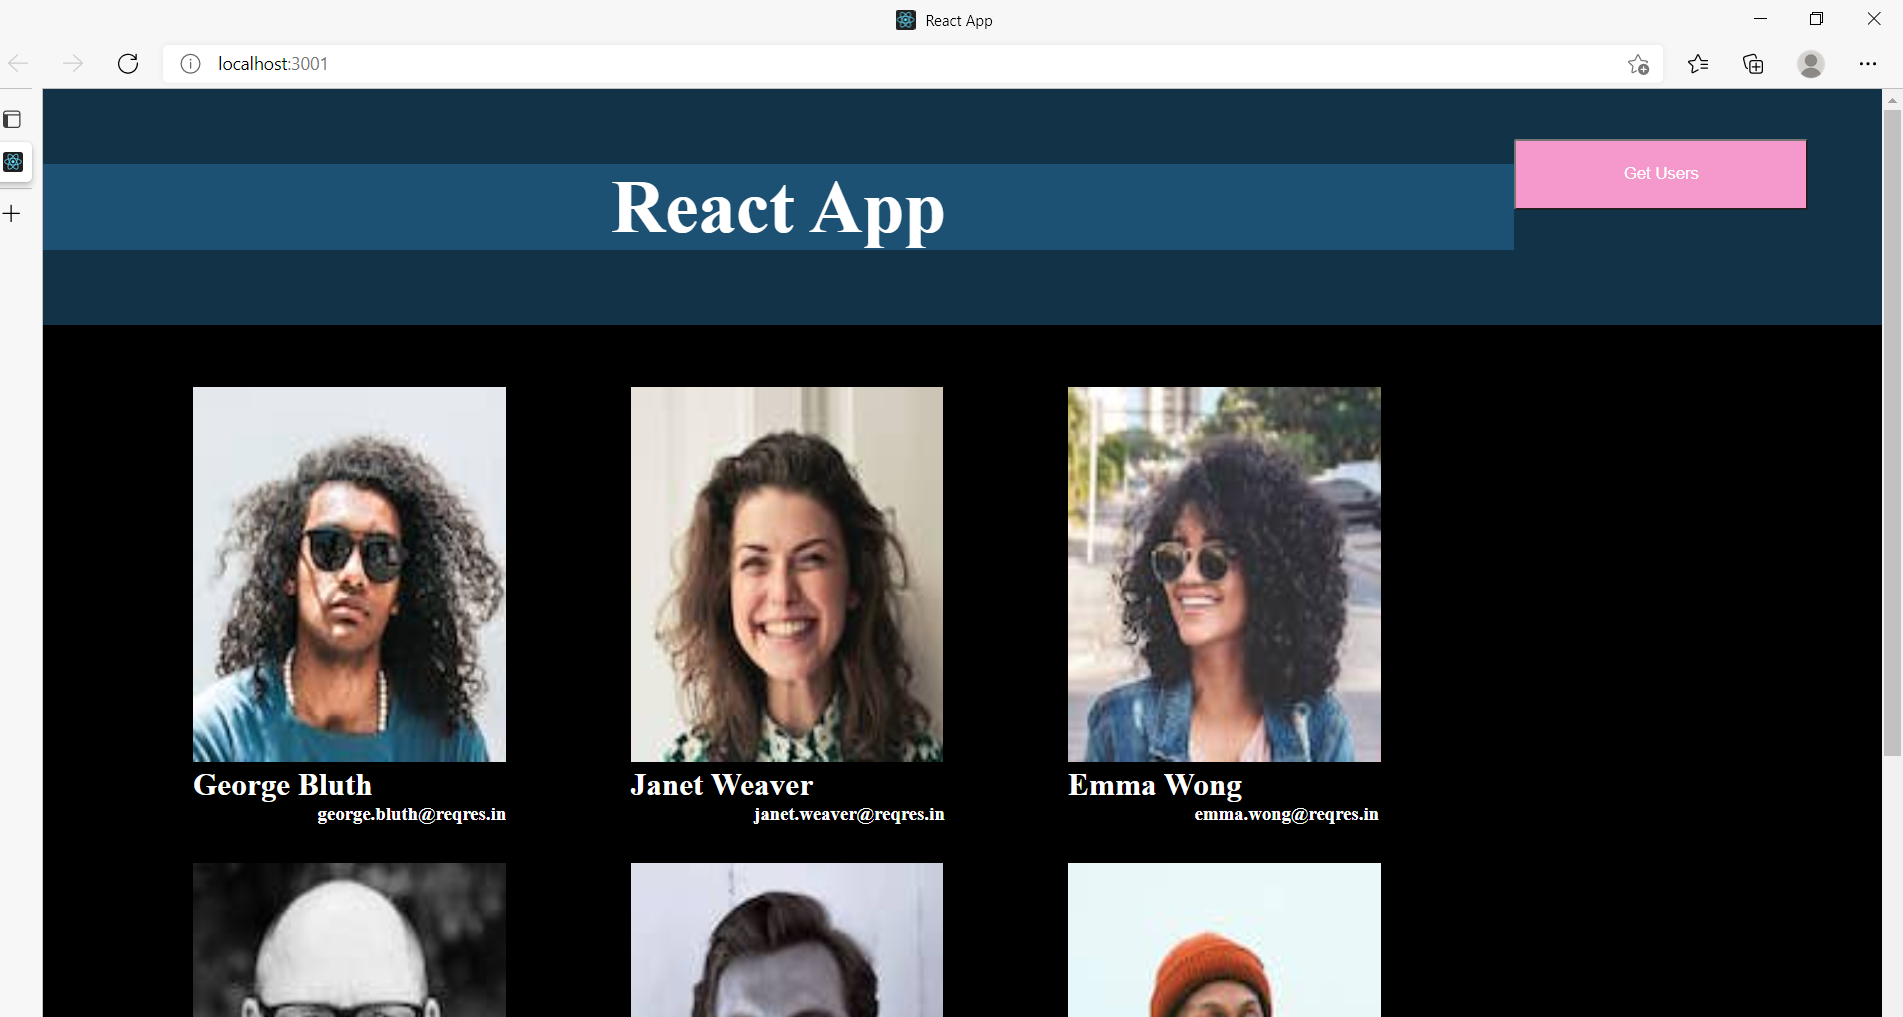 React App
localhost:3001
React App
Get Users
George Bluth
george.bluth@reqres.in
Janet Weaver
janet.weaver@reqres.in
Emma Wong
emma.wong@reqres.in